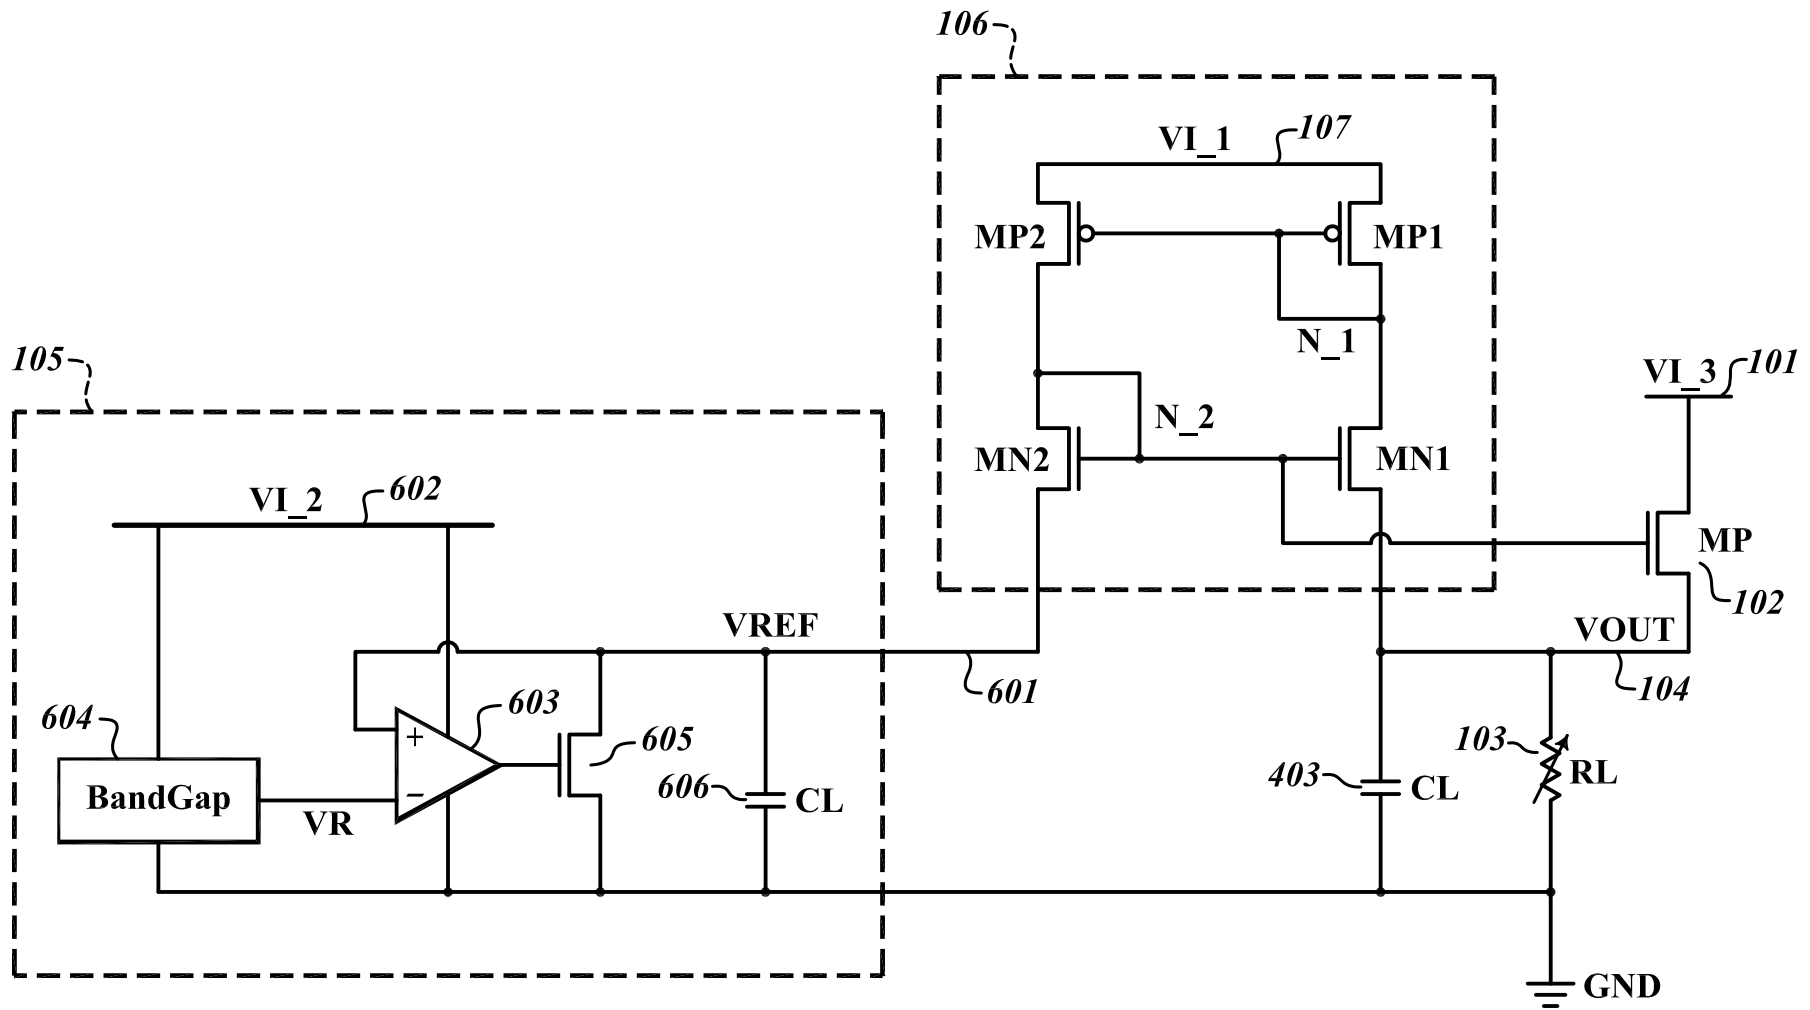 106
VI_1
107
MP2
MP1
N_1
105
VI_3
101
N_2
MN2
MN1
VI_2
602
MP
102
VREF
VOUT
601
104
604
603
+
605
103
RL
403
CL
606
CL
BandGap
−
VR
GND